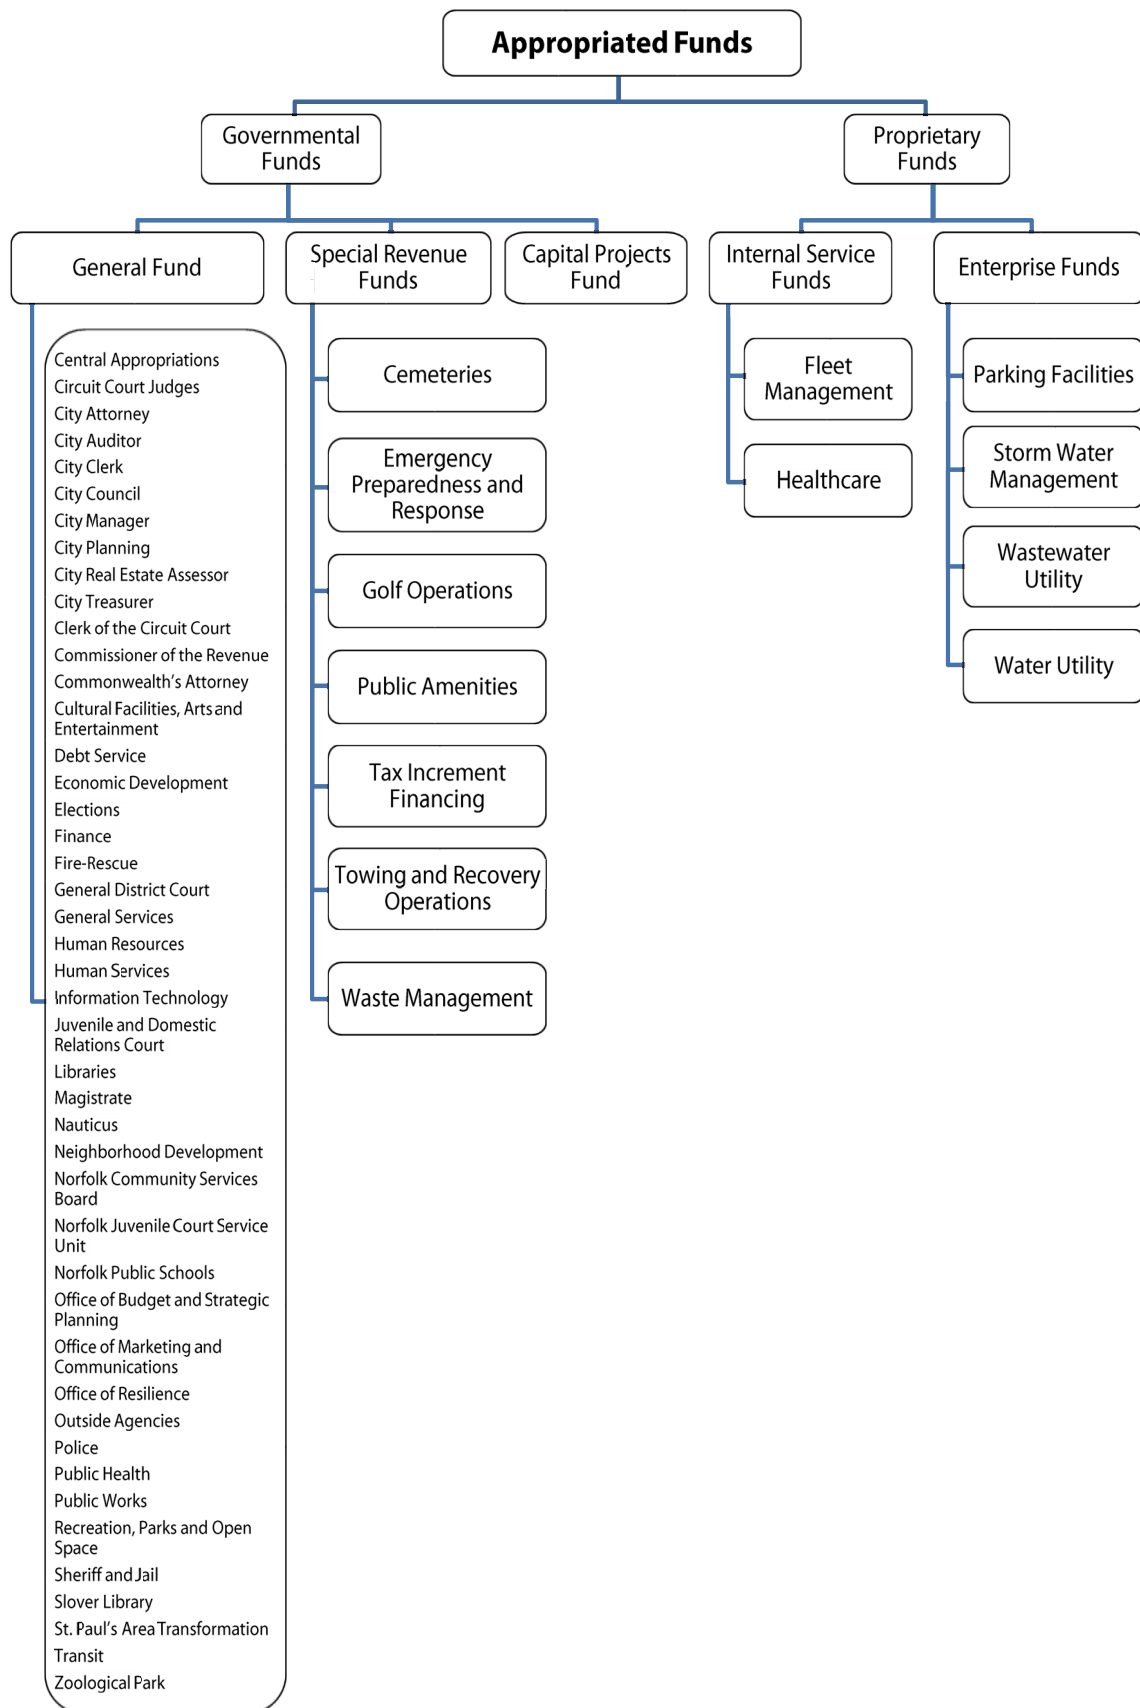 Appropriated Funds
Governmental
Funds
Proprietary
Funds
General Fund
Special Revenue
Funds
Capital Projects
Fund
Internal Service
Funds
Enterprise Funds
Central Appropriations
Circuit Court Judges
City Attorney
City Auditor
City Clerk
City Council
City Manager
City Planning
City Real Estate Assessor
City Treasurer
Clerk of the Circuit Court
Commissioner of the Revenue
Commonwealth's Attorney
Cultural Facilities, Arts and
Entertainment
Debt Service
Economic Development
Elections
Finance
Fire-Rescue
General District Court
General Services
Human Resources
Human Services
Information Technology
Juvenile and Domestic
Relations Court
Libraries
Magistrate
Nauticus
Neighborhood Development
Norfolk Community Services
Board
Norfolk Juvenile Court Service
Unit
Norfolk Public Schools
Office of Budget and Strategic
Planning
Office of Marketing and
Communications
Office of Resilience
Outside Agencies
Police
Public Health
Public Works
Recreation, Parks and Open
Space
Sheriff and Jail
Slover Library
St. Paul's Area Transformation
Transit
Zoological Park
Cemeteries
Emergency
Preparedness and
Response
Golf Operations
Public Amenities
Tax Increment
Financing
Towing and Recovery
Operations
Waste Management
Fleet
Management
Healthcare
Parking Facilities
Storm Water
Management
Wastewater
Utility
Water Utility